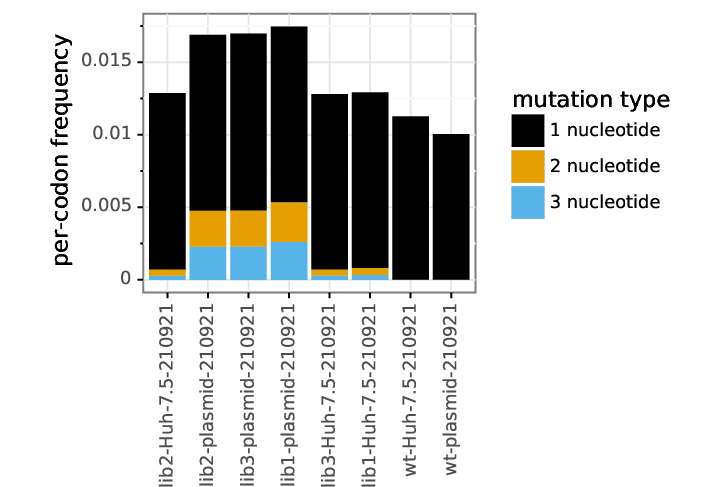 per-codon frequency
0.015
0.01
0.005
0
lib2-Huh-7.5-210921
lib2-plasmid-210921
lib3-plasmid-210921
lib1-plasmid-210921
lib3-Huh-7.5-210921
lib1-Huh-7.5-210921
wt-Huh-7.5-210921
wt-plasmid-210921
mutation type
1 nucleotide
2 nucleotide
3 nucleotide